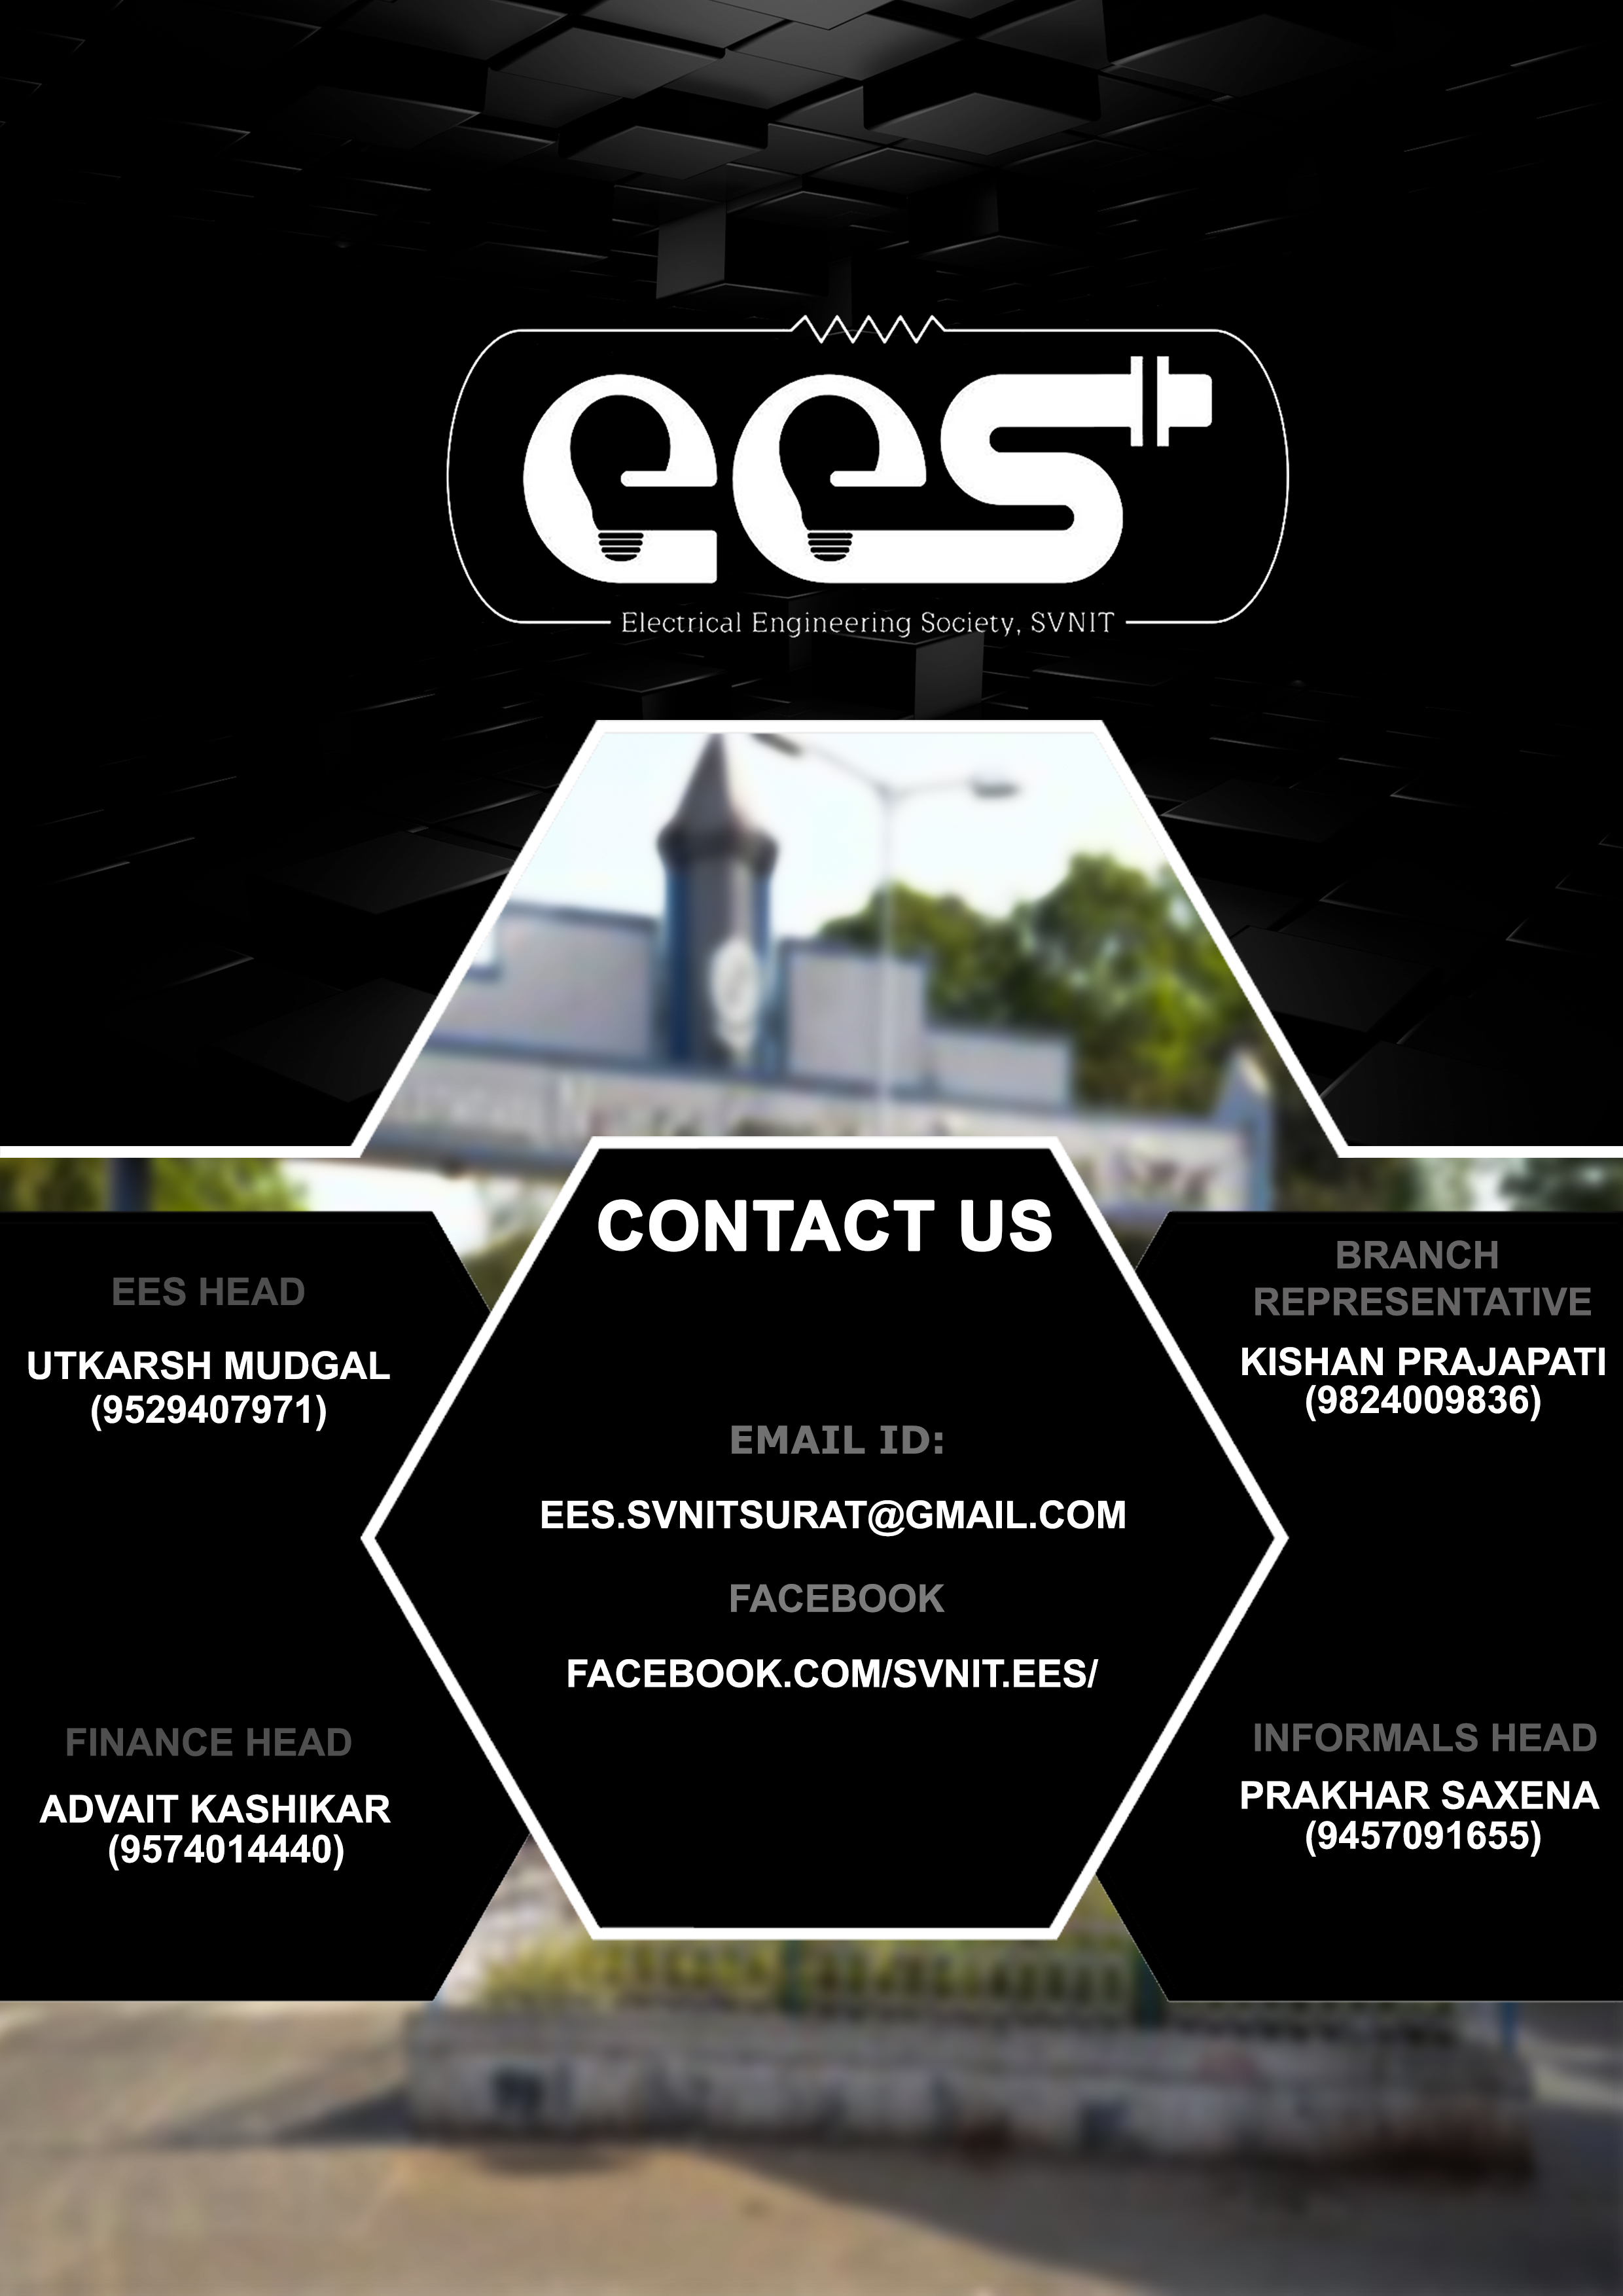 ees
Electrical Engineering Society, SVNIT
CONTACT US
EES HEAD
UTKARSH MUDGAL
(9529407971)
BRANCH
REPRESENTATIVE
KISHAN PRAJAPATI
(9824009836)
EMAIL ID:
EES.SVNITSURAT@GMAIL.COM
FACEBOOK
FACEBOOK.COM/SVNIT.EES/
FINANCE HEAD
ADVAIT KASHIKAR
(9574014440)
INFORMALS HEAD
PRAKHAR SAXENA
(9457091655)